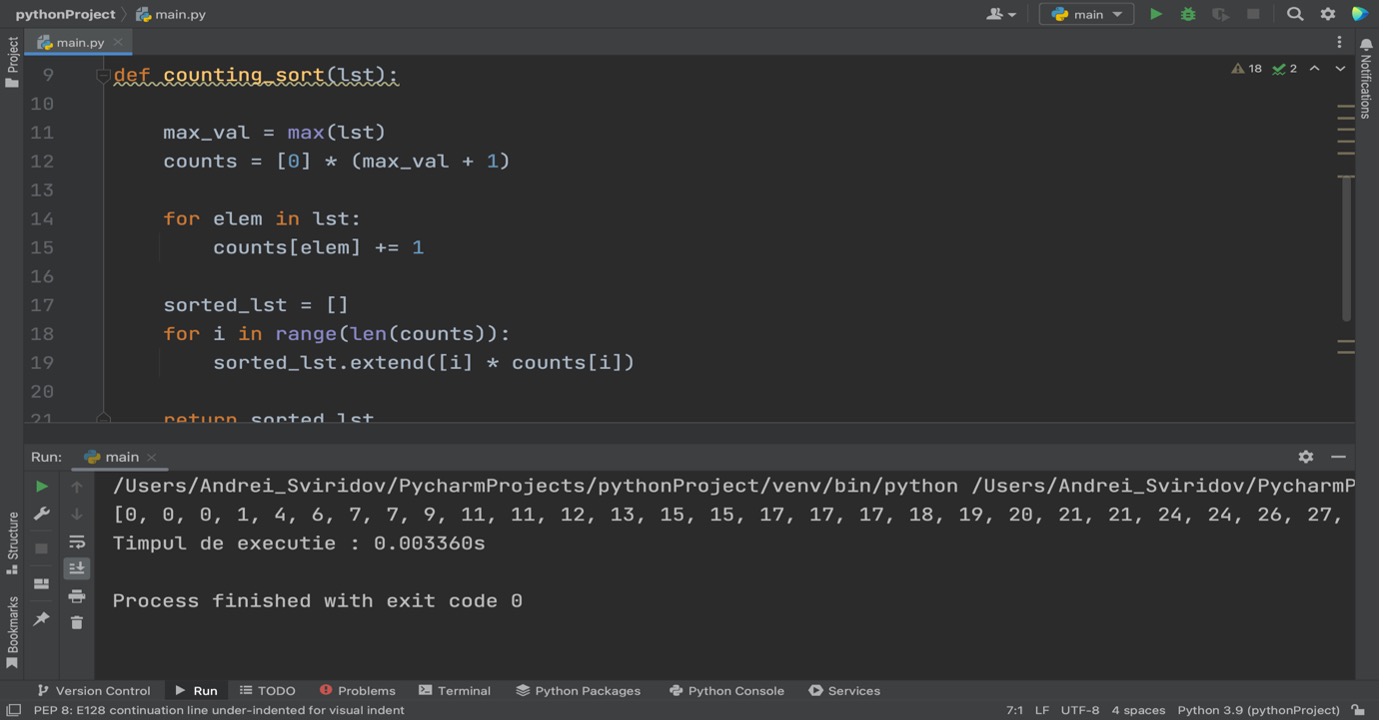 pythonProject main.py
main
main.py
Project
Notifications
18 2
9 def counting_sort(lst):
10
11 max_val = max(lst)
12 counts = [0] * (max_val + 1)
13
14 for elem in lst:
15 counts[elem] += 1
16
17 sorted_lst = []
18 for i in range(len(counts)):
19 sorted_lst.extend([i] * counts[i])
20
21 return sorted_lst
Run: main
/Users/Andrei_Sviridov/PycharmProjects/pythonProject/venv/bin/python /Users/Andrei_Sviridov/PycharmP
[0, 0, 0, 1, 4, 6, 7, 7, 9, 11, 11, 12, 13, 15, 15, 17, 17, 17, 18, 19, 20, 21, 21, 24, 24, 26, 27,
Timpul de executie : 0.003360s
Process finished with exit code 0
Structure
Bookmarks
Version Control Run TODO Problems Terminal Python Packages Python Console Services
PEP 8: E128 continuation line under-indented for visual indent 7:1 LF UTF-8 4 spaces Python 3.9 (pythonProject)